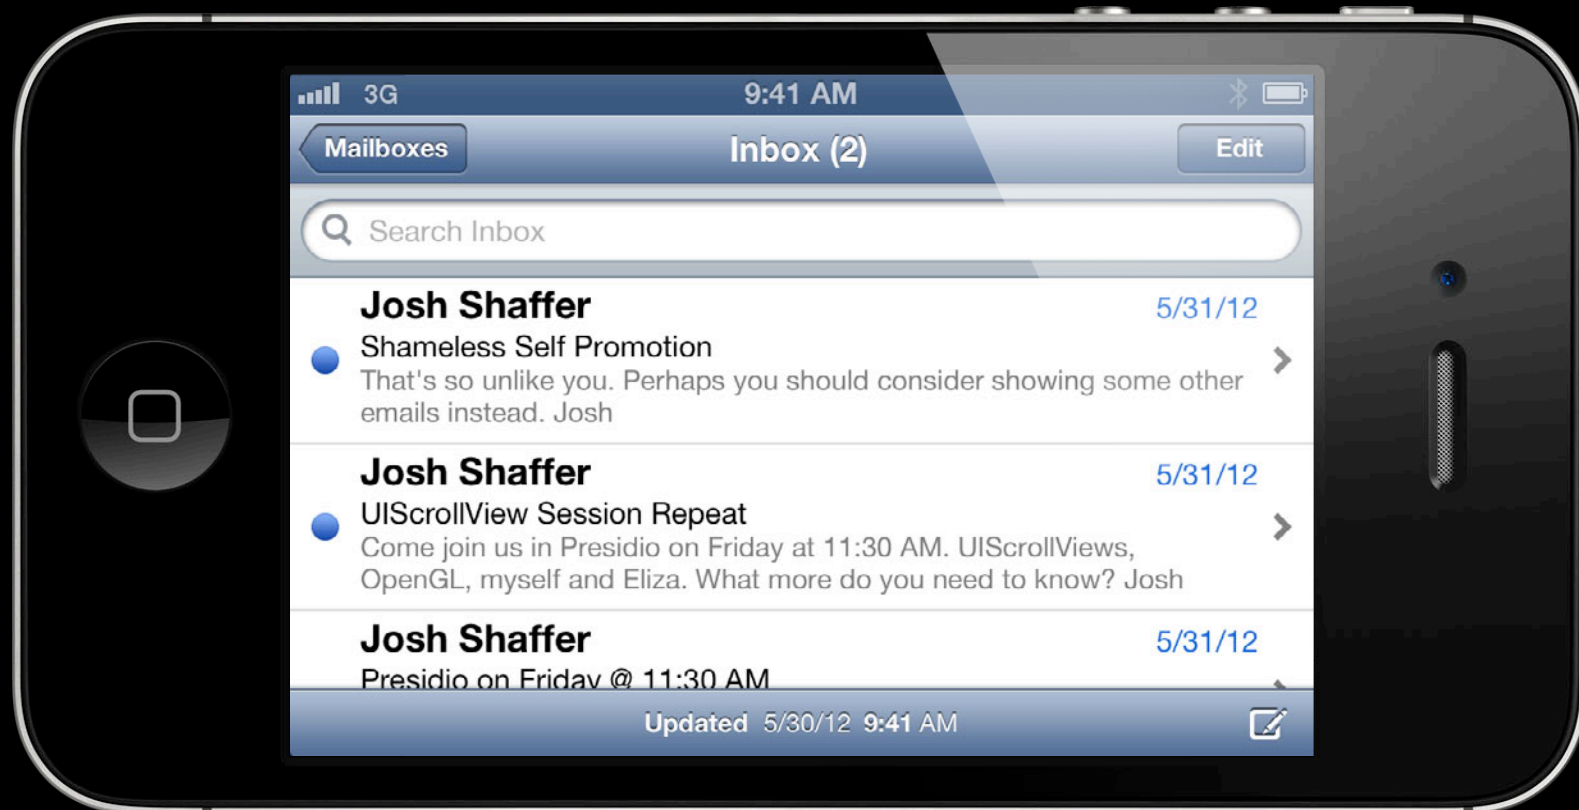 3G
9:41 AM
Mailboxes
Inbox (2)
Edit
Search Inbox
Josh Shaffer
5/31/12
Shameless Self Promotion
That's so unlike you. Perhaps you should consider showing some other
emails instead. Josh
Josh Shaffer
5/31/12
UIScrollView Session Repeat
Come join us in Presidio on Friday at 11:30 AM. UIScrollViews,
OpenGL, myself and Eliza. What more do you need to know? Josh
Josh Shaffer
5/31/12
Presidio on Friday @ 11:30 AM
Updated 5/30/12 9:41 AM